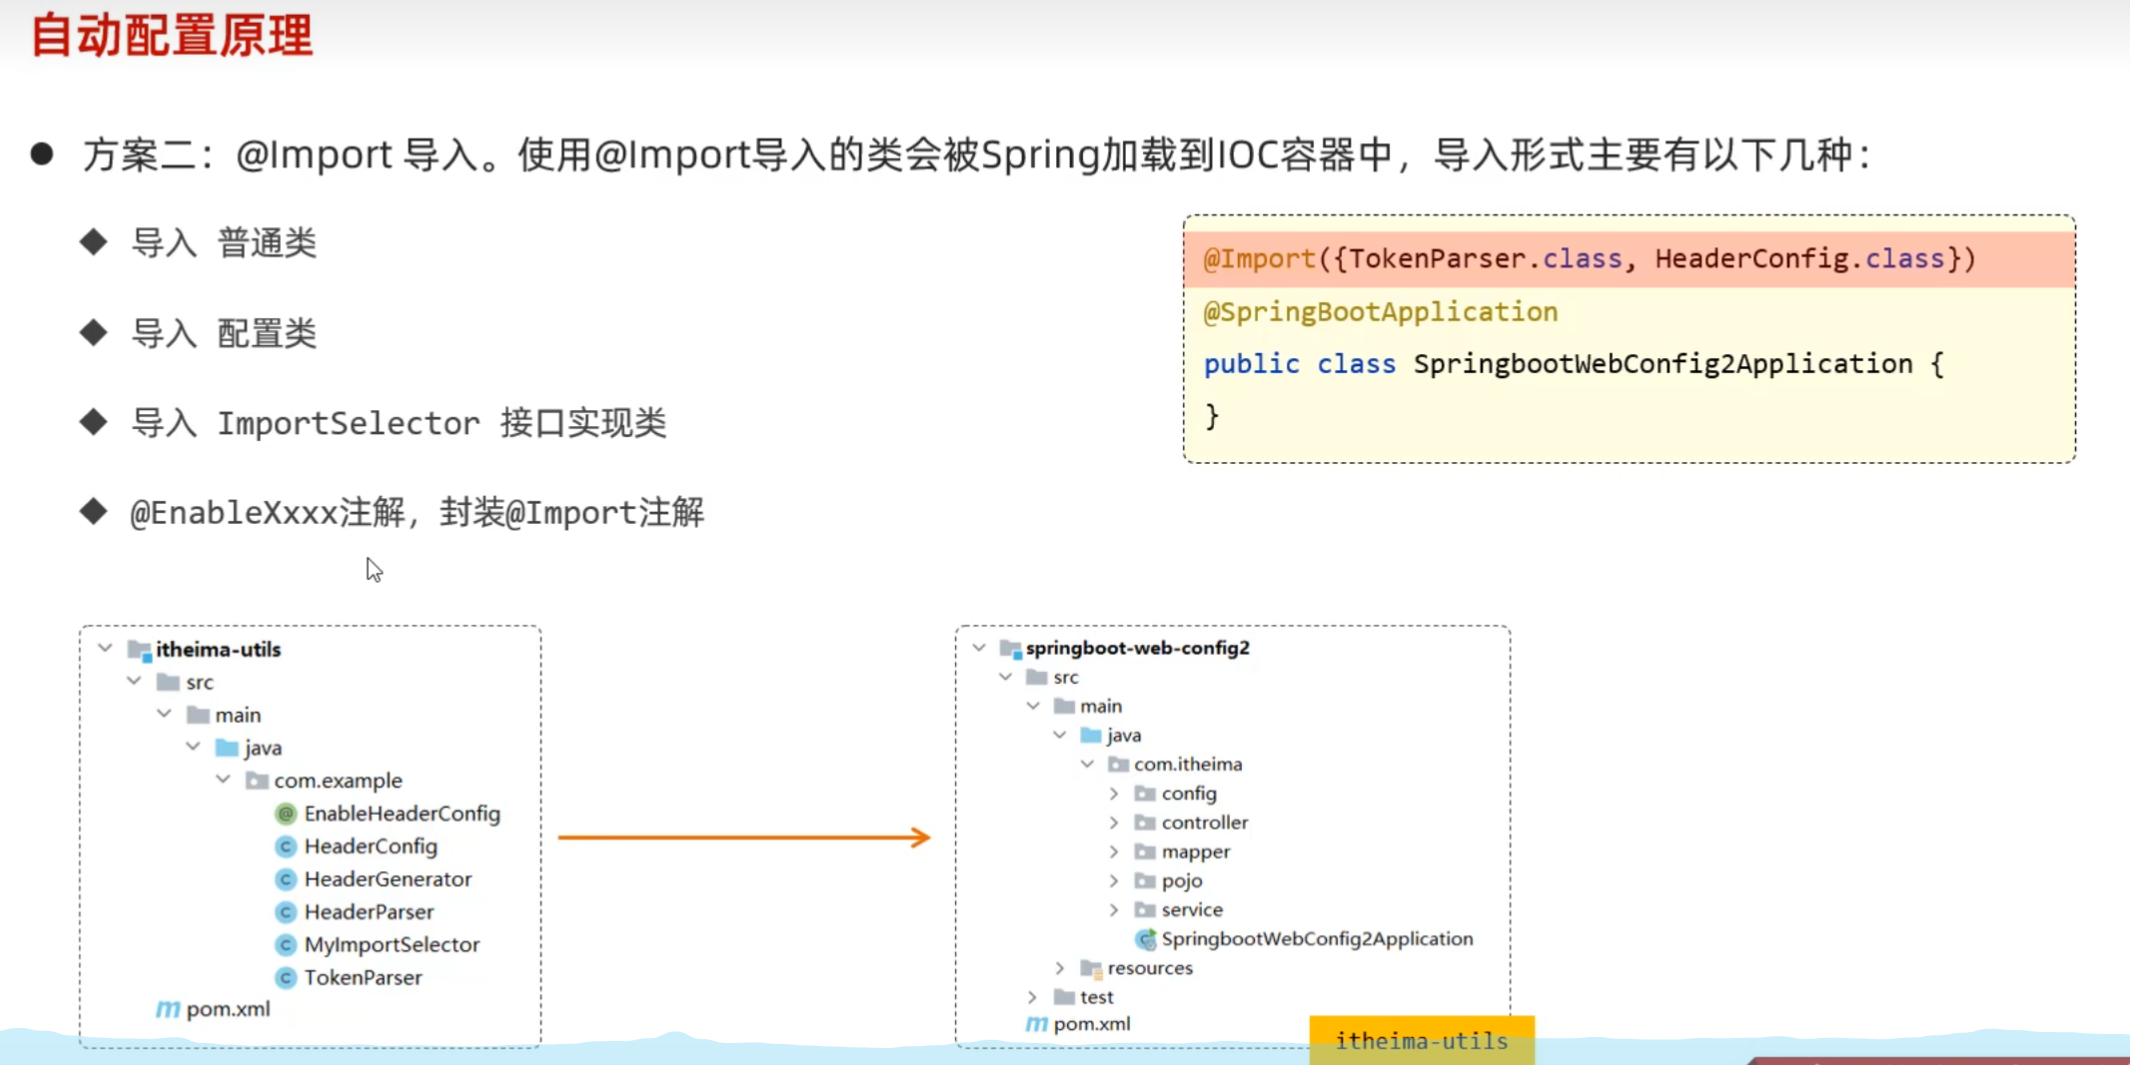 自动配置原理
方案二：@Import 导入。使用@Import导入的类会被Spring加载到IOC容器中，导入形式主要有以下几种：
导入 普通类
导入 配置类
导入 ImportSelector 接口实现类
@EnableXxxx注解，封装@Import注解
@Import({TokenParser.class, HeaderConfig.class})
@SpringBootApplication
public class SpringbootWebConfig2Application {
}
itheima-utils
src
main
java
com.example
EnableHeaderConfig
HeaderConfig
HeaderGenerator
HeaderParser
MyImportSelector
TokenParser
pom.xml
springboot-web-config2
src
main
java
com.itheima
config
controller
mapper
pojo
service
SpringbootWebConfig2Application
resources
test
pom.xml
itheima-utils